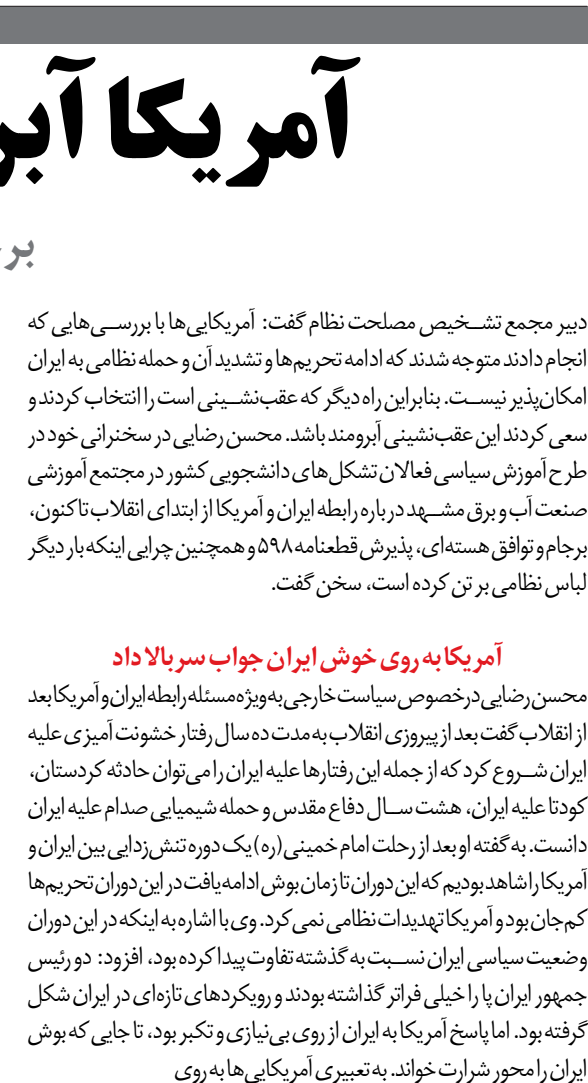 آمریکا آبر
بر
دبیر مجمع تشخیص مصلحت نظام گفت: آمریکایی‌ها با بررسی‌هایی که
انجام دادند متوجه شدند که ادامه تحریم‌ها و تشدید آن و حمله نظامی به ایران
امکان‌پذیر نیست. بنابراین راه دیگر که عقب‌نشینی است را انتخاب کردند و
سعی کردند این عقب‌نشینی آبرومند باشد. محسن رضایی در سخنرانی خود در
طرح آموزش سیاسی فعالان تشکل‌های دانشجویی کشور در مجتمع آموزشی
صنعت آب و برق مشهد درباره رابطه ایران و آمریکا از ابتدای انقلاب تاکنون،
برجام و توافق هسته‌ای، پذیرش قطعنامه ۵۹۸ و همچنین چرایی اینکه بار دیگر
لباس نظامی بر تن کرده است، سخن گفت.
آمریکا به روی خوش ایران جواب سر بالا داد
محسن رضایی درخصوص سیاست خارجی به‌ویژه مسئله رابطه ایران و آمریکا بعد
از انقلاب گفت بعد از پیروزی انقلاب به مدت ده سال رفتار خشونت آمیزی علیه
ایران شروع کرد که از جمله این رفتارها علیه ایران را می‌توان حادثه کردستان،
کودتا علیه ایران، هشت سال دفاع مقدس و حمله شیمیایی صدام علیه ایران
دانست. به گفته او بعد از رحلت امام خمینی(ره) یک دوره تنش‌زدایی بین ایران و
آمریکا را شاهد بودیم که این دوران تا زمان بوش ادامه یافت در این دوران تحریم‌ها
کم‌جان بود و آمریکا تهدیدات نظامی نمی کرد. وی با اشاره به اینکه در این دوران
وضعیت سیاسی ایران نسبت به گذشته تفاوت پیدا کرده بود، افزود: دو رئیس
جمهور ایران پا را خیلی فراتر گذاشته بودند و رویکردهای تازه‌ای در ایران شکل
گرفته بود. اما پاسخ آمریکا به ایران از روی بی‌نیازی و تکبر بود، تا جایی که بوش
ایران را محور شرارت خواند. به تعبیری آمریکایی‌ها به روی